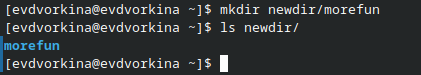 [evdvorkina@evdvorkina ~]$ mkdir newdir/morefun
[evdvorkina@evdvorkina ~]$ ls newdir/
morefun
[evdvorkina@evdvorkina ~]$